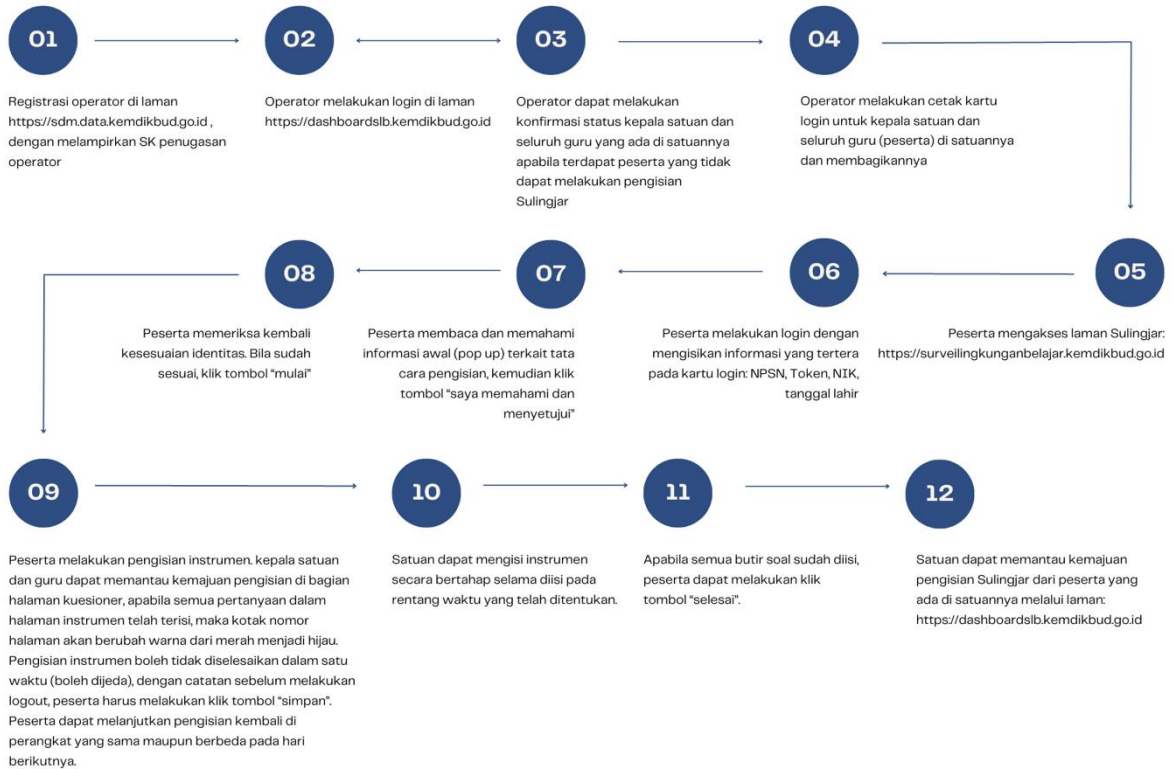 01
Registrasi operator di laman
https://sdm.data.kemdikbud.go.id ,
dengan melampirkan SK penugasan
operator
02
Operator melakukan login di laman
https://dashboardslb.kemdikbud.go.id
03
Operator dapat melakukan
konfirmasi status kepala satuan dan
seluruh guru yang ada di satuannya
apabila terdapat peserta yang tidak
dapat melakukan pengisian
Sulingjar
04
Operator melakukan cetak kartu
login untuk kepala satuan dan
seluruh guru (peserta) di satuannya
dan membagikannya
05
Peserta mengakses laman Sulingjar:
https://surveilingkunganbelajar.kemdikbud.go.id
06
Peserta melakukan login dengan
mengisikan informasi yang tertera
pada kartu login: NPSN, Token, NIK,
tanggal lahir
07
Peserta membaca dan memahami
informasi awal (pop up) terkait tata
cara pengisian, kemudian klik
tombol “saya memahami dan
menyetujui”
08
Peserta memeriksa kembali
kesesuaian identitas. Bila sudah
sesuai, klik tombol “mulai”
09
Peserta melakukan pengisian instrumen. kepala satuan
dan guru dapat memantau kemajuan pengisian di bagian
halaman kuesioner, apabila semua pertanyaan dalam
halaman instrumen telah terisi, maka kotak nomor
halaman akan berubah warna dari merah menjadi hijau.
Pengisian instrumen boleh tidak diselesaikan dalam satu
waktu (boleh dijeda), dengan catatan sebelum melakukan
logout, peserta harus melakukan klik tombol “simpan”.
Peserta dapat melanjutkan pengisian kembali di
perangkat yang sama maupun berbeda pada hari
berikutnya.
10
Satuan dapat mengisi instrumen
secara bertahap selama diisi pada
rentang waktu yang telah ditentukan.
11
Apabila semua butir soal sudah diisi,
peserta dapat melakukan klik
tombol “selesai”.
12
Satuan dapat memantau kemajuan
pengisian Sulingjar dari peserta yang
ada di satuannya melalui laman:
https://dashboardslb.kemdikbud.go.id